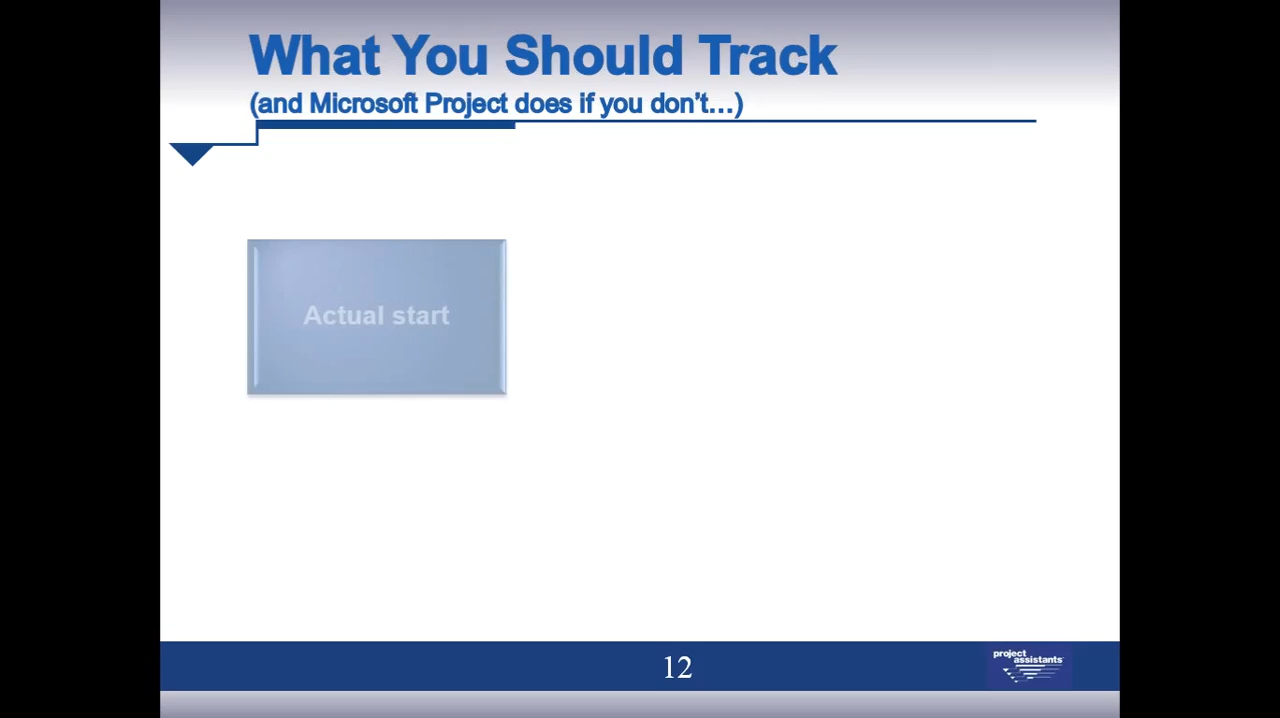 What You Should Track
(and Microsoft Project does if you don’t…)
Actual start
12
project
assistants